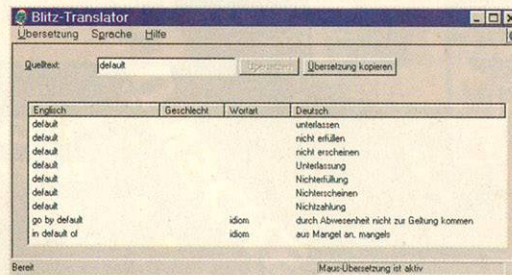 Blitz-Translator
Übersetzung Sprache Hilfe
Quelltext: default Übersetzen Übersetzung kopieren
Englisch Geschlecht Wortart Deutsch
default unterlassen
default nicht erfüllen
default nicht erscheinen
default Unterlassung
default Nichterfüllung
default Nichterscheinen
default Nichtzahlung
go by default idiom durch Abwesenheit nicht zur Geltung kommen
in default of idiom aus Mangel an, mangels
Bereit Maus-Übersetzung ist aktiv